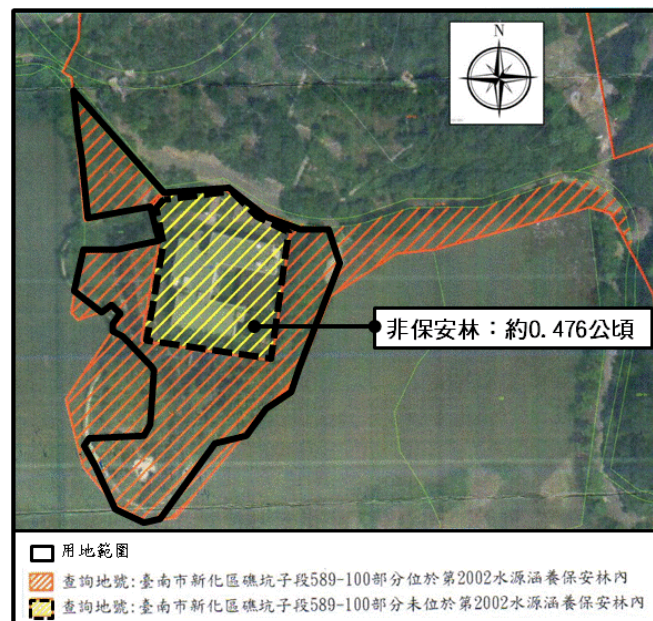 N
非保安林：約0.476公頃
用地範圍
查詢地號:臺南市新化區礁坑子段589-100部分位於第2002水源涵養保安林內
查詢地號:臺南市新化區礁坑子段589-100部分未位於第2002水源涵養保安林內